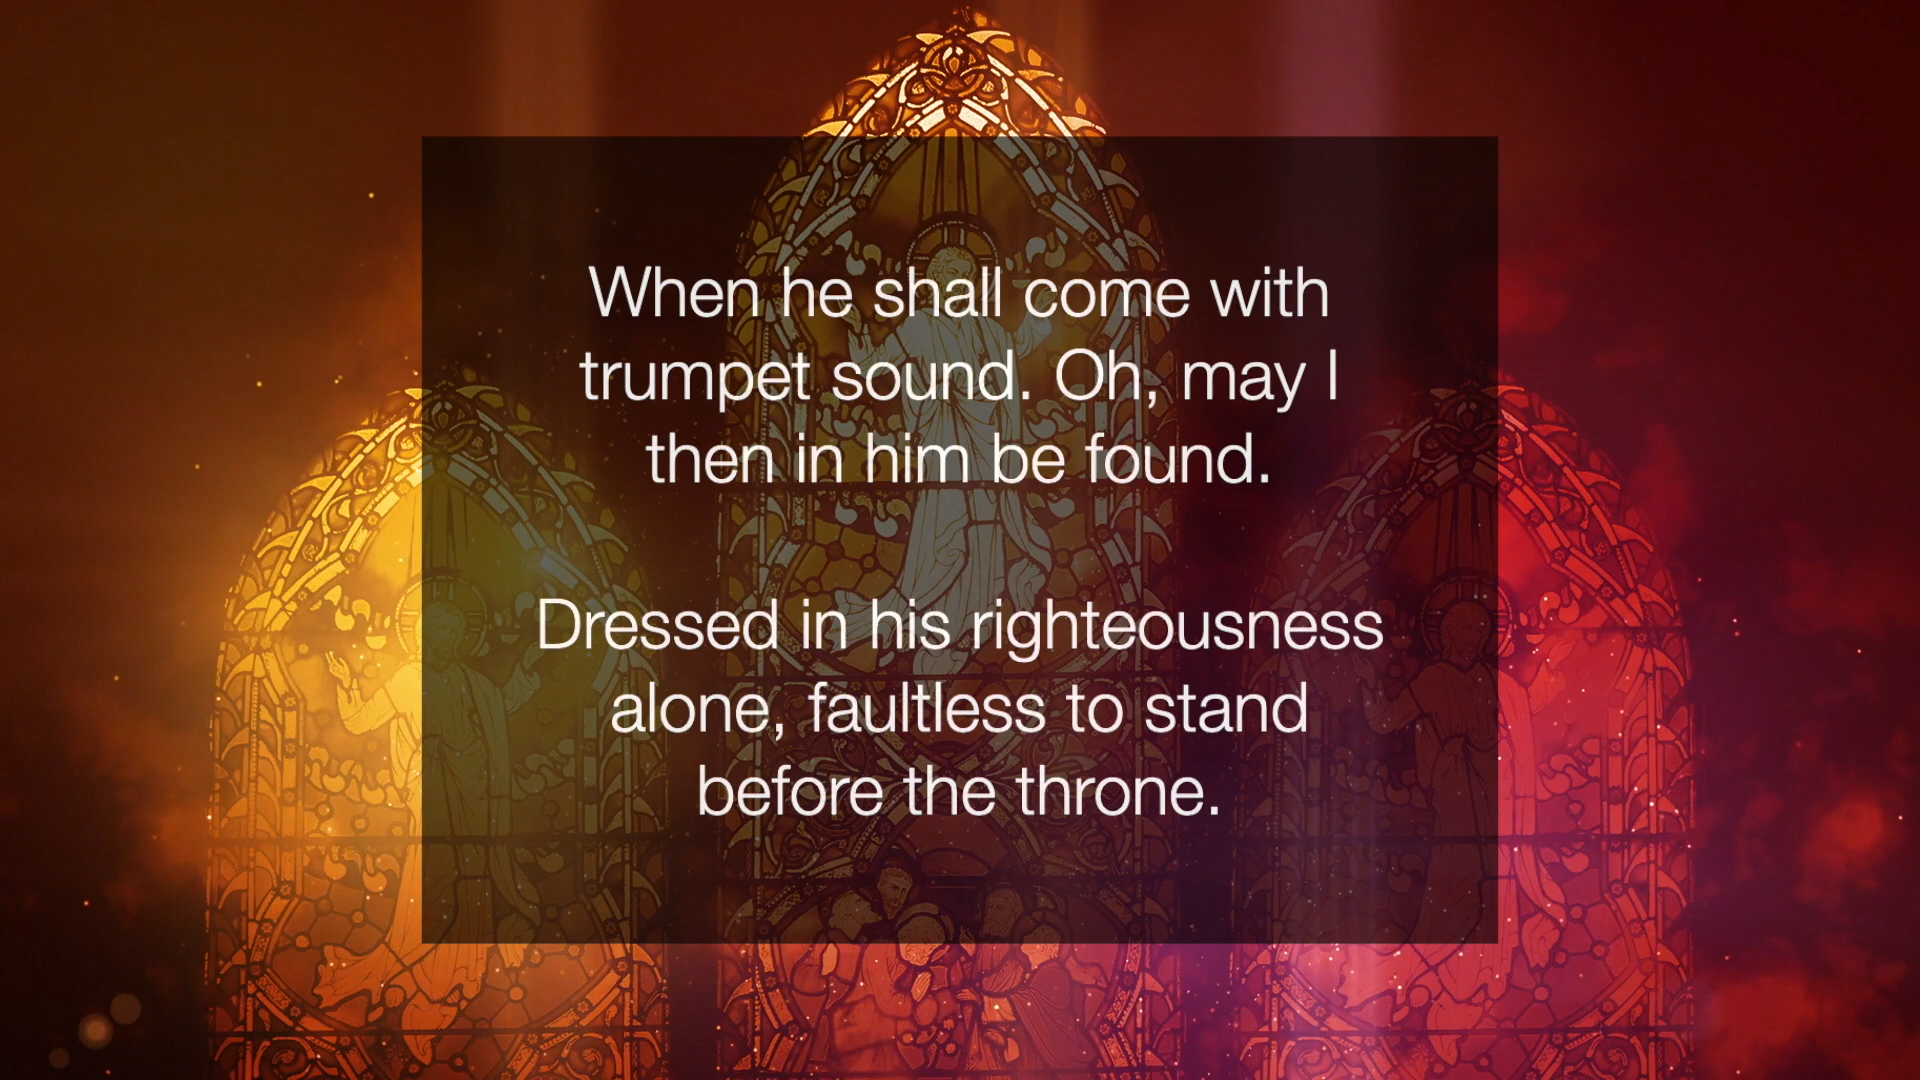 When he shall come with
trumpet sound. Oh, may I
then in him be found.
Dressed in his righteousness
alone, faultless to stand
before the throne.